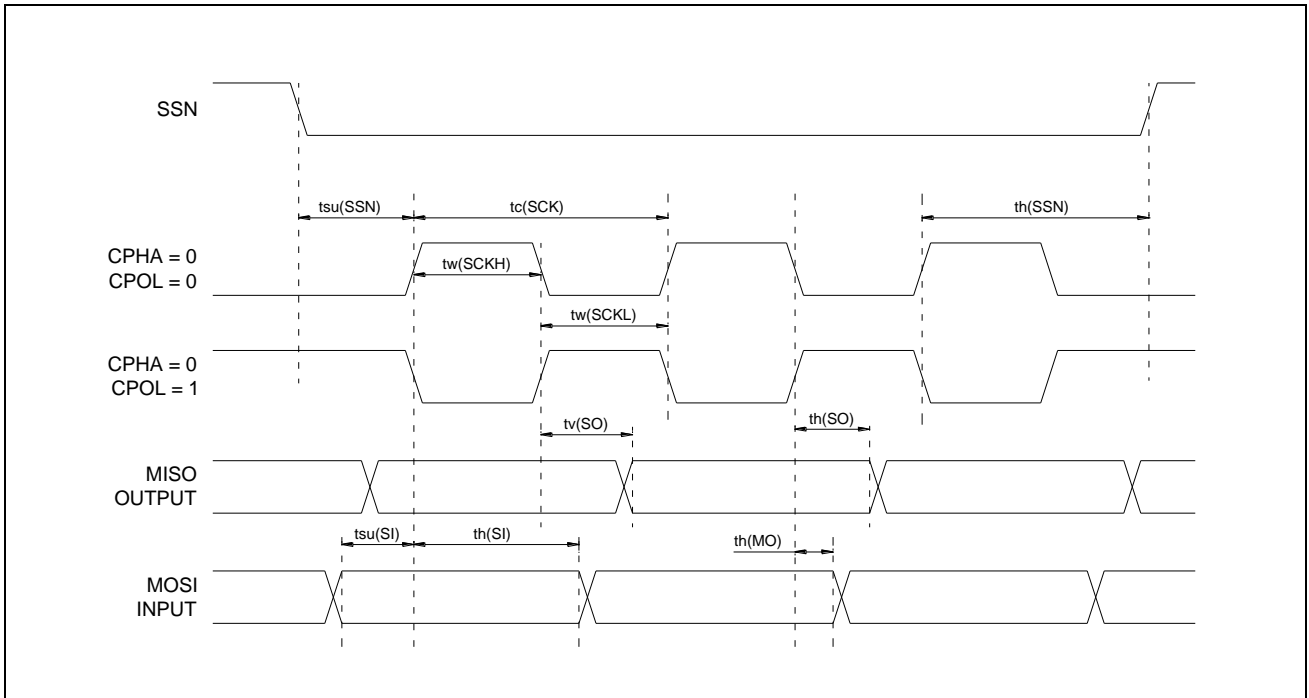 SSN
tsu(SSN)
tc(SCK)
th(SSN)
CPHA = 0
CPOL = 0
tw(SCKH)
tw(SCKL)
CPHA = 0
CPOL = 1
tv(SO)
th(SO)
MISO
OUTPUT
tsu(SI)
th(SI)
th(MO)
MOSI
INPUT